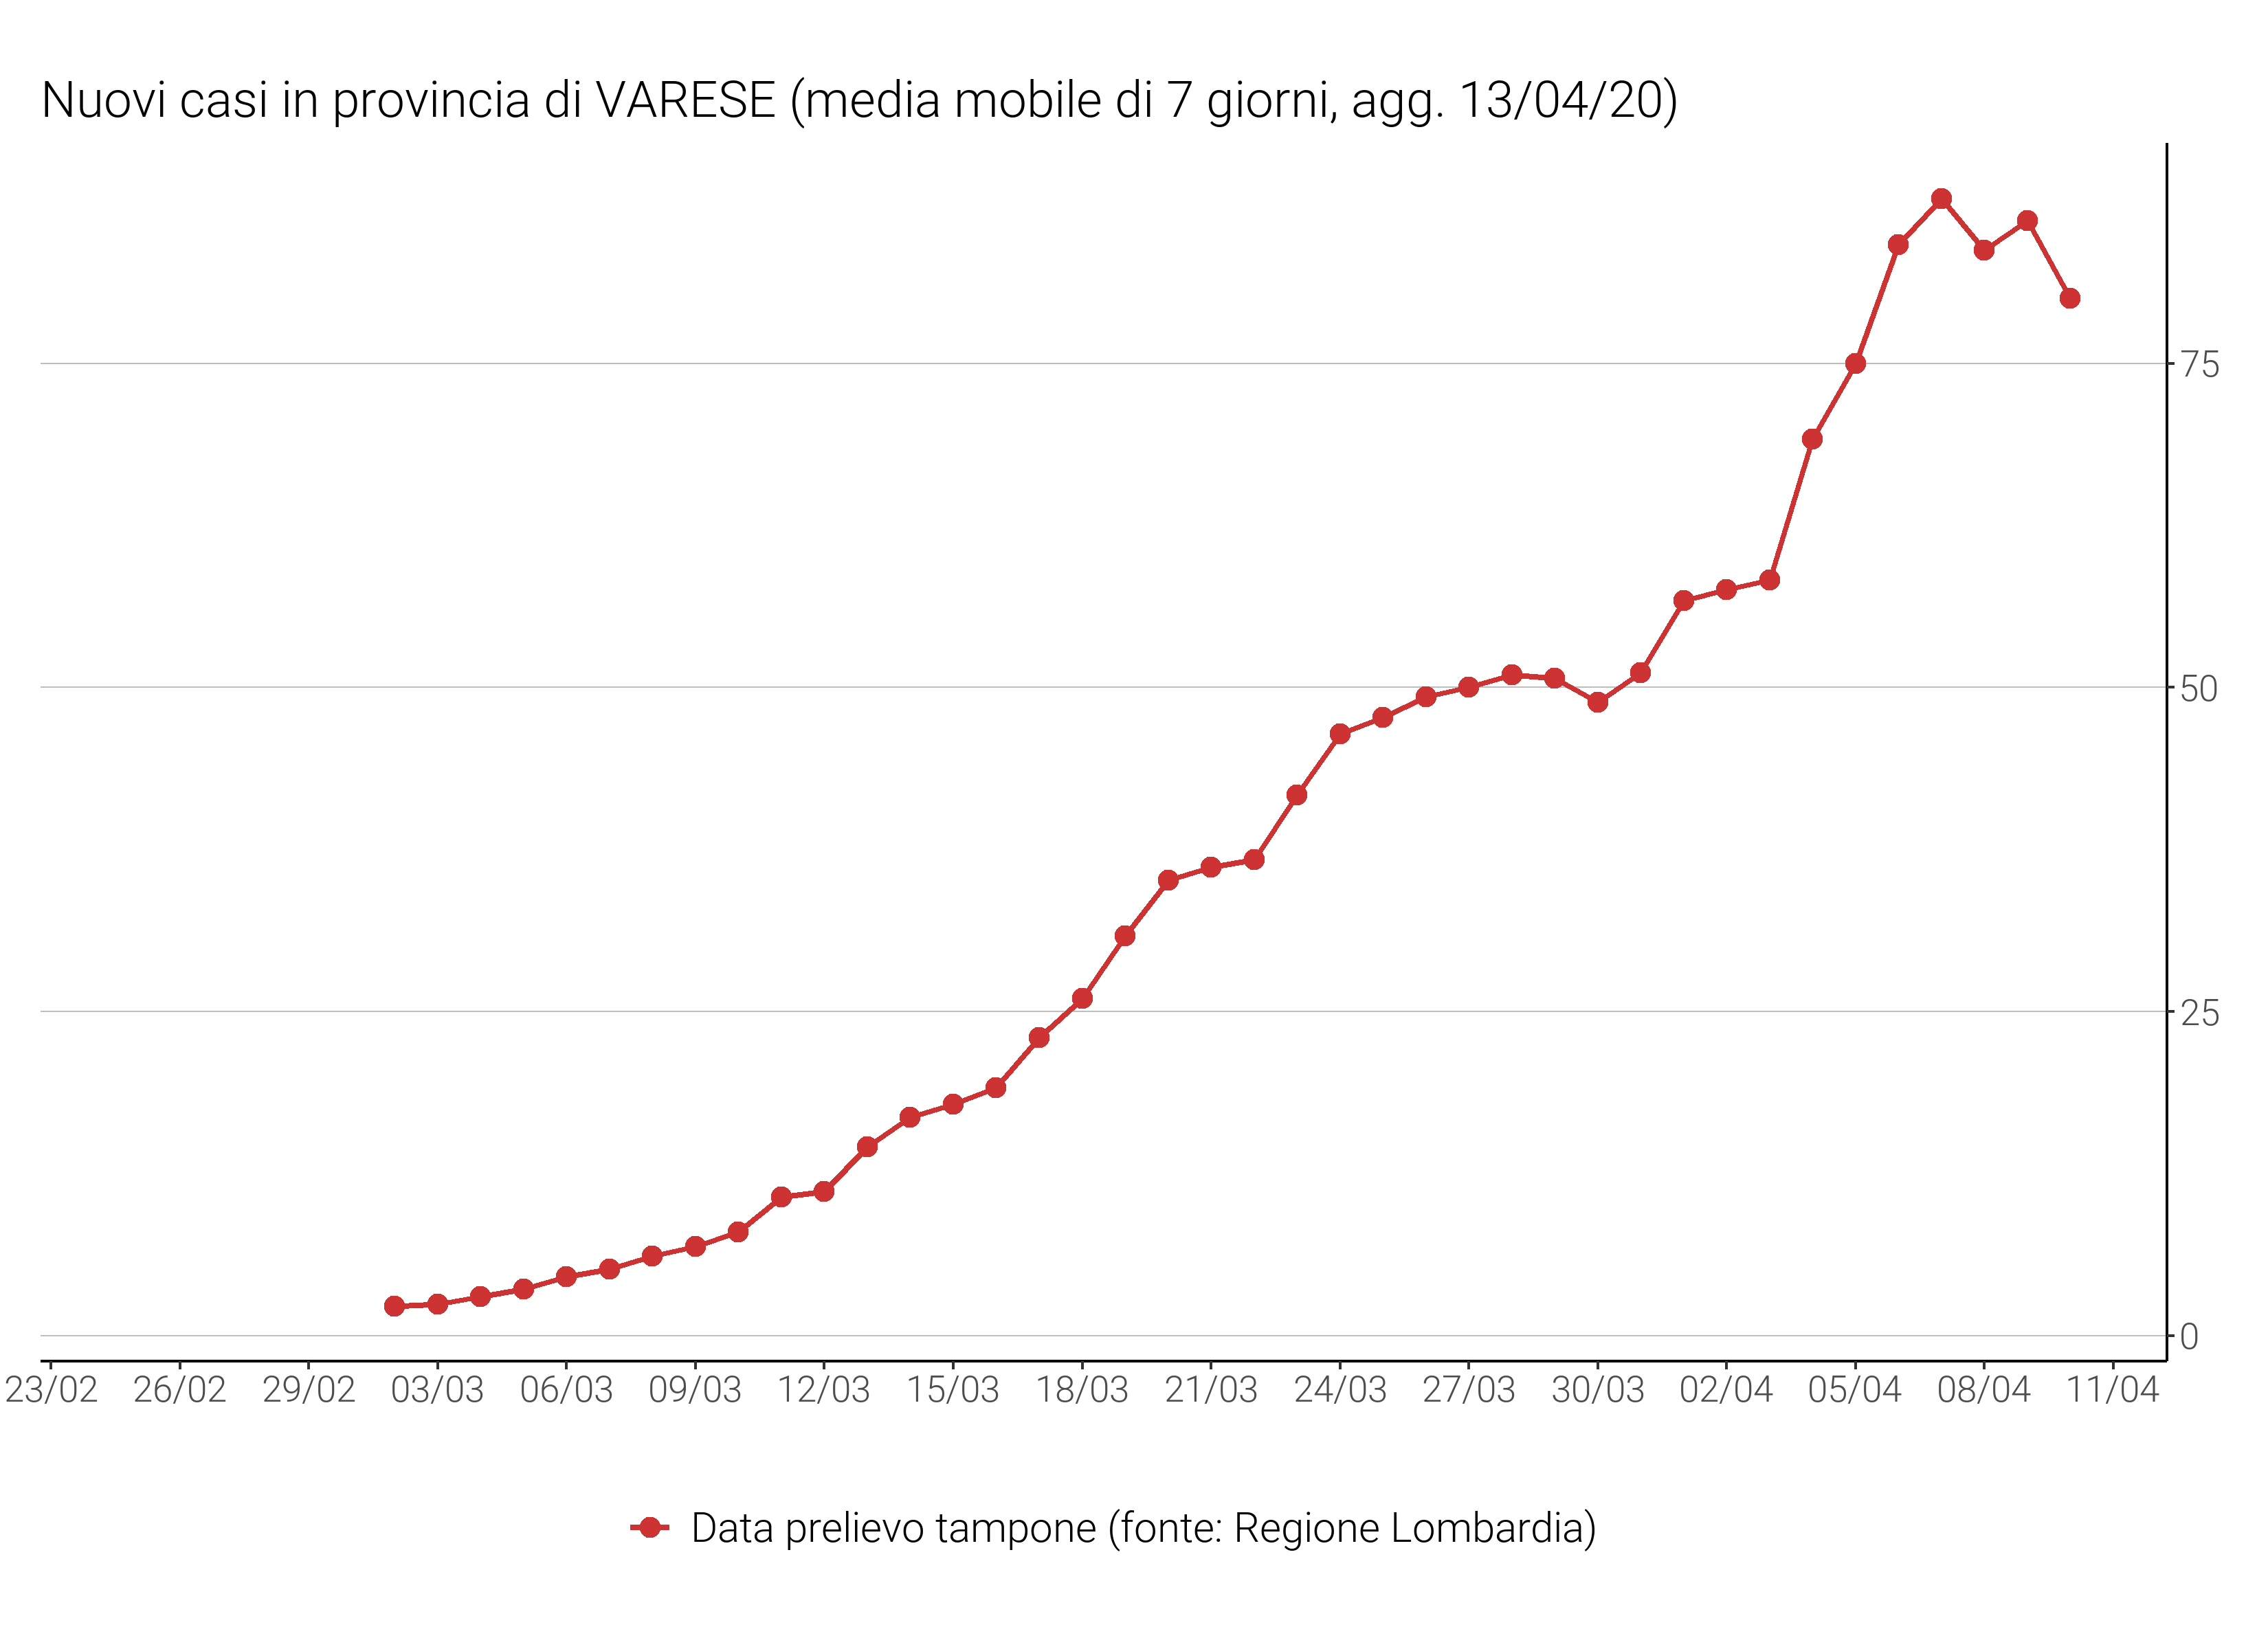 Nuovi casi in provincia di VARESE (media mobile di 7 giorni, agg. 13/04/20)
75
50
25
0
23/02 26/02 29/02 03/03 06/03 09/03 12/03 15/03 18/03 21/03 24/03 27/03 30/03 02/04 05/04 08/04 11/04
Data prelievo tampone (fonte: Regione Lombardia)